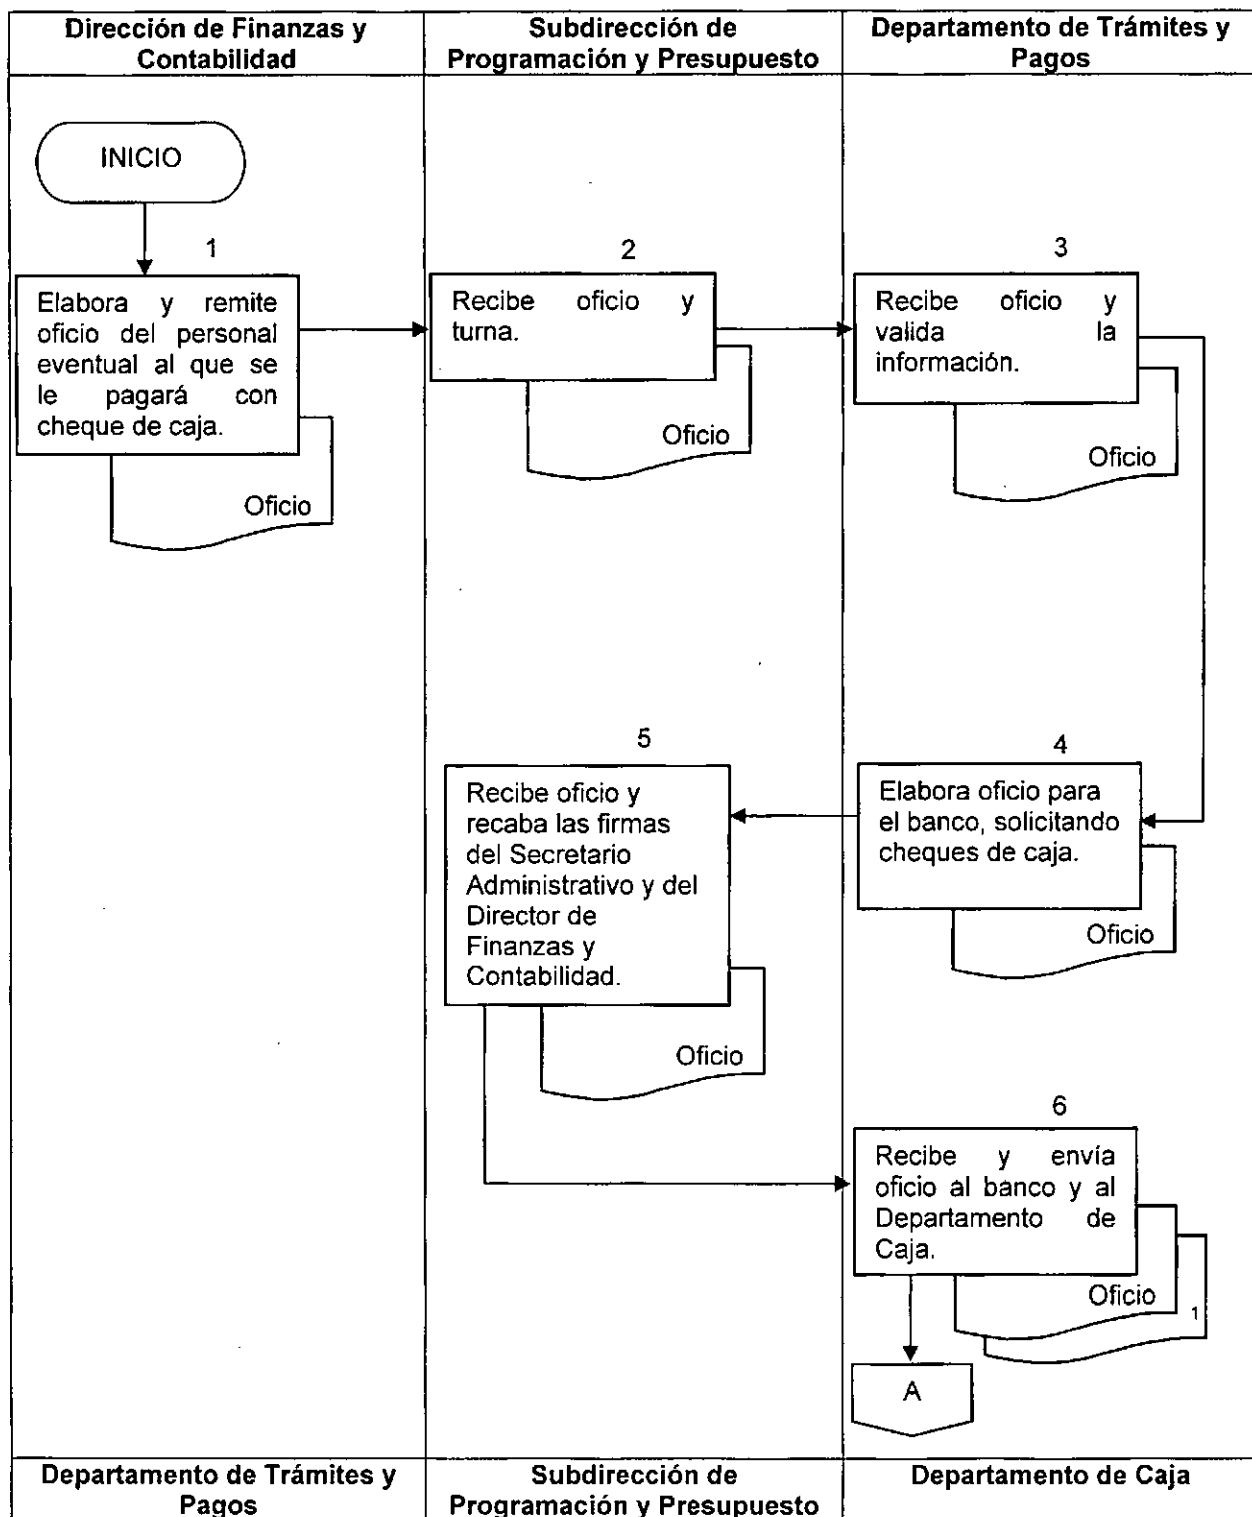 Dirección de Finanzas y
Contabilidad
Subdirección de
Programación y Presupuesto
Departamento de Trámites y
Pagos
INICIO
1
Elabora y remite
oficio del personal
eventual al que se
le pagará con
cheque de caja.
Oficio
2
Recibe oficio y
turna.
Oficio
3
Recibe oficio y
valida la
información.
Oficio
4
Elabora oficio para
el banco, solicitando
cheques de caja.
Oficio
5
Recibe oficio y
recaba las firmas
del Secretario
Administrativo y del
Director de
Finanzas y
Contabilidad.
Oficio
6
Recibe y envía
oficio al banco y al
Departamento de
Caja.
Oficio
1
A
Departamento de Trámites y
Pagos
Subdirección de
Programación y Presupuesto
Departamento de Caja